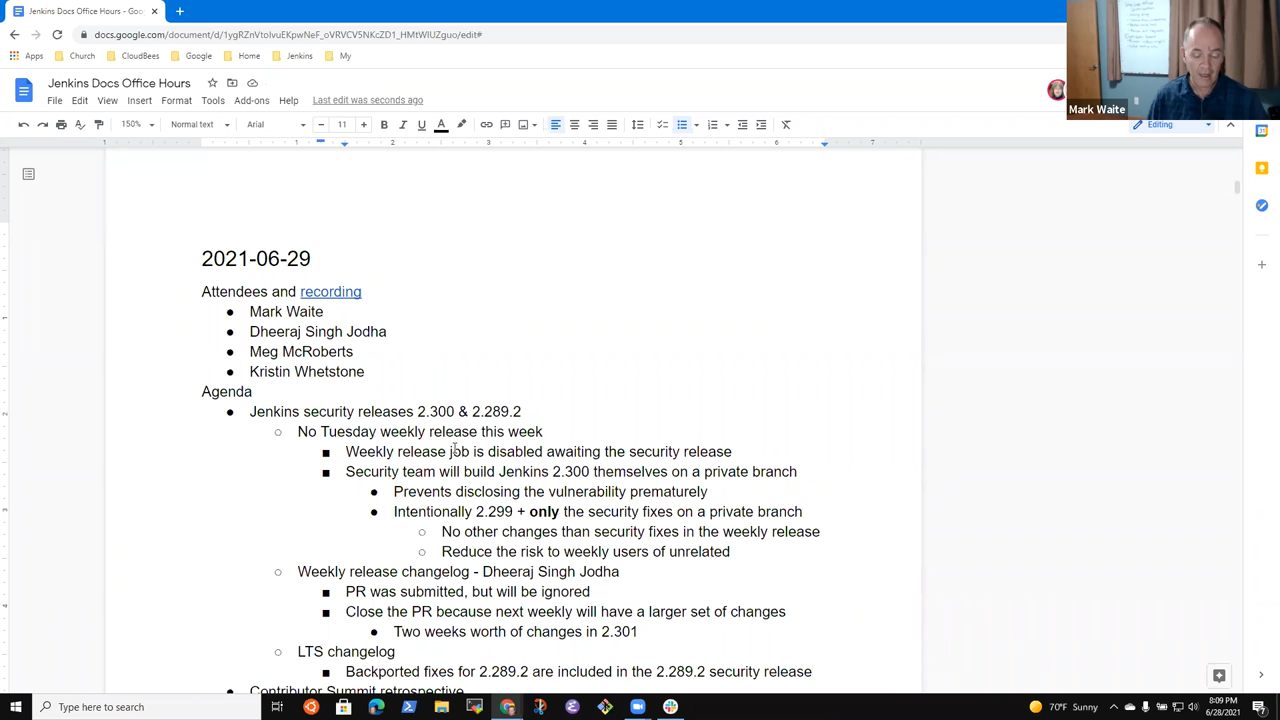 Jenkins Docs Office Hours - Goo
docs.google.com/document/d/1ygRZnVtoIvuEKpwNeF_oVRVCV5NKcZD1_HMtWUZ_gnE/edit#
Apps
Church
CloudBees
Google
Home
Jenkins
My
Jenkins Docs Office Hours
File Edit View Insert Format Tools Add-ons Help Last edit was seconds ago
150% Normal text Arial 11 Editing
Mark Waite
2021-06-29
Attendees and recording
● Mark Waite
● Dheeraj Singh Jodha
● Meg McRoberts
● Kristin Whetstone
Agenda
● Jenkins security releases 2.300 & 2.289.2
○ No Tuesday weekly release this week
■ Weekly release job is disabled awaiting the security release
■ Security team will build Jenkins 2.300 themselves on a private branch
● Prevents disclosing the vulnerability prematurely
● Intentionally 2.299 + only the security fixes on a private branch
○ No other changes than security fixes in the weekly release
○ Reduce the risk to weekly users of unrelated
○ Weekly release changelog - Dheeraj Singh Jodha
■ PR was submitted, but will be ignored
■ Close the PR because next weekly will have a larger set of changes
● Two weeks worth of changes in 2.301
○ LTS changelog
■ Backported fixes for 2.289.2 are included in the 2.289.2 security release
● Contributor Summit retrospective
Type here to search
70°F Sunny
8:09 PM
6/28/2021